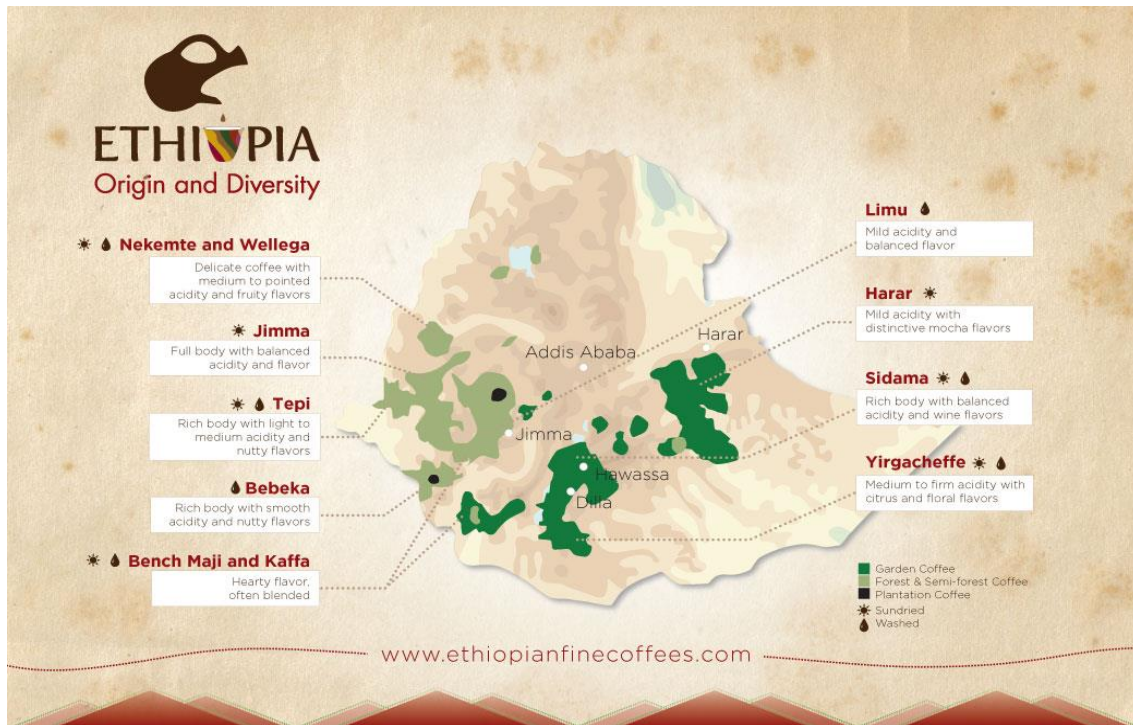 ETHIOPIA
Origin and Diversity
Nekemte and Wellega
Delicate coffee with
medium to pointed
acidity and fruity flavors
Jimma
Full body with balanced
acidity and flavor
Tepi
Rich body with light to
medium acidity and
nutty flavors
Bebeka
Rich body with smooth
acidity and nutty flavors
Bench Maji and Kaffa
Hearty flavor,
often blended
Addis Ababa
Harar
Jimma
Hawassa
Dilla
Limu
Mild acidity and
balanced flavor
Harar
Mild acidity with
distinctive mocha flavors
Sidama
Rich body with balanced
acidity and wine flavors
Yirgacheffe
Medium to firm acidity with
citrus and floral flavors
Garden Coffee
Forest & Semi-forest Coffee
Plantation Coffee
Sundried
Washed
www.ethiopianfinecoffees.com